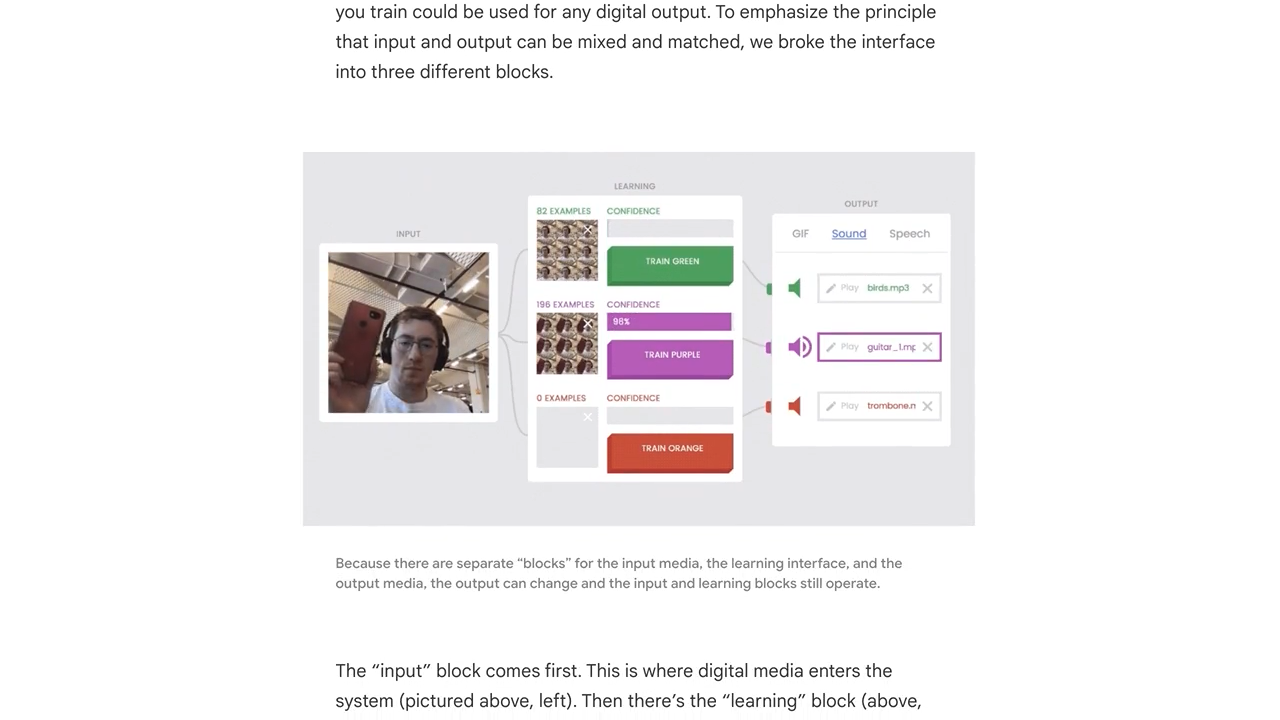 you train could be used for any digital output. To emphasize the principle
that input and output can be mixed and matched, we broke the interface
into three different blocks.
INPUT
LEARNING
82 EXAMPLES CONFIDENCE
TRAIN GREEN
196 EXAMPLES CONFIDENCE
96%
TRAIN PURPLE
0 EXAMPLES CONFIDENCE
TRAIN ORANGE
OUTPUT
GIF Sound Speech
Play birds.mp3
Play guitar_1.mp
Play trombone.m
Because there are separate “blocks” for the input media, the learning interface, and the
output media, the output can change and the input and learning blocks still operate.
The “input” block comes first. This is where digital media enters the
system (pictured above, left). Then there’s the “learning” block (above,